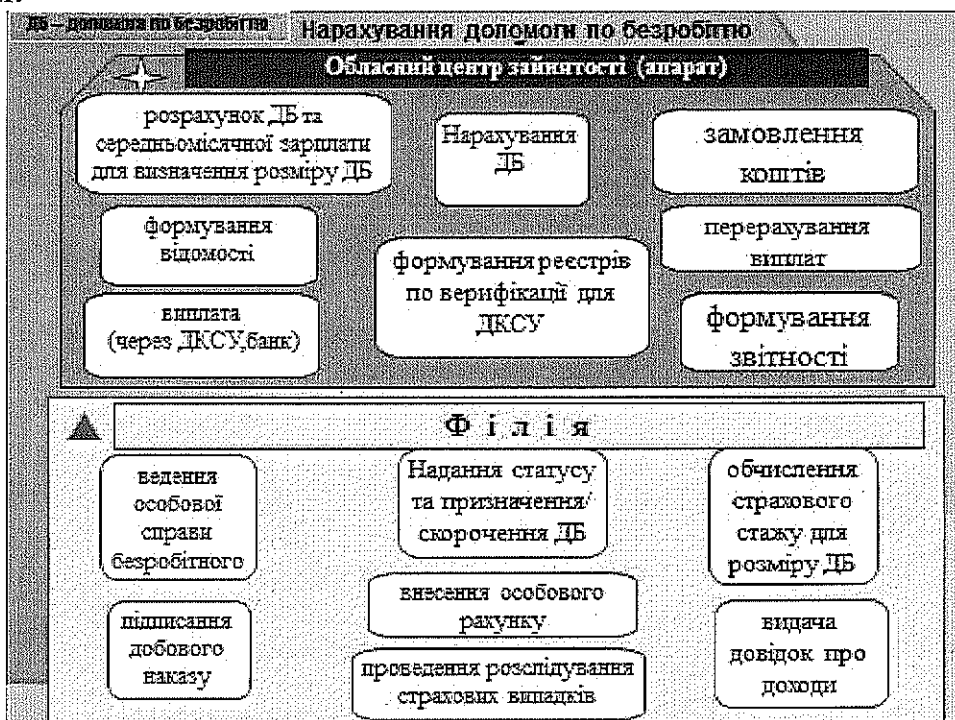 ДБ – допомога по безробіттю
Нарахування допомоги по безробіттю
Обласний центр зайнятості (апарат)
розрахунок ДБ та
середньомісячної зарплати
для визначення розміру ДБ
Нарахування
ДБ
замовлення
коштів
формування
відомості
формування реєстрів
по верифікації для
ДКСУ
перерахування
виплат
виплата
(через ДКСУ,банк)
формування
звітності
Філія
ведення
особової
справи
безробітного
Надання статусу
та призначення/
скорочення ДБ
обчислення
страхового
стажу для
розміру ДБ
підписання
добового
наказу
внесення особового
рахунку
проведення розслідування
страхових випадків
видача
довідок про
доходи